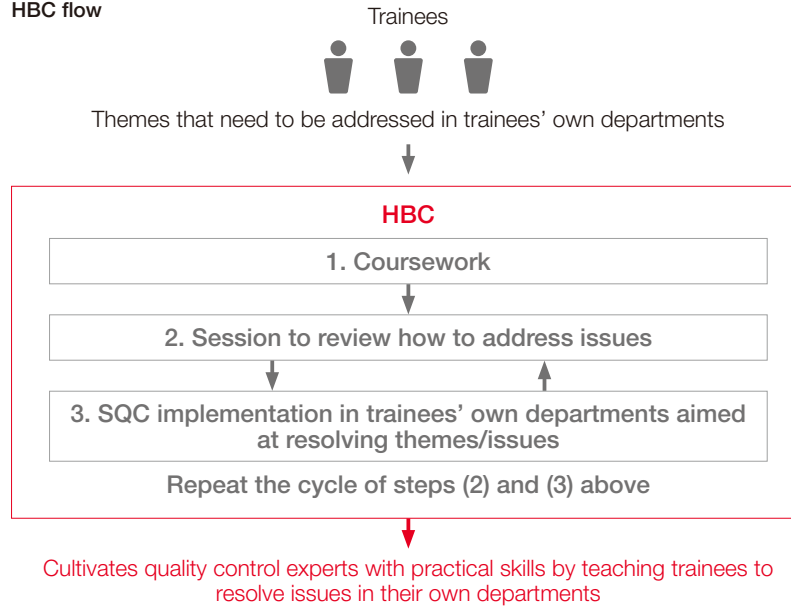 HBC flow
Trainees
Themes that need to be addressed in trainees’ own departments
HBC
1. Coursework
2. Session to review how to address issues
3. SQC implementation in trainees’ own departments aimed
at resolving themes/issues
Repeat the cycle of steps (2) and (3) above
Cultivates quality control experts with practical skills by teaching trainees to
resolve issues in their own departments